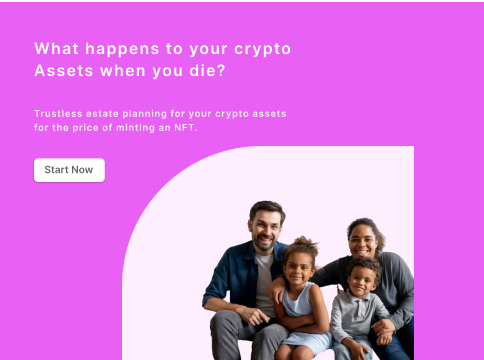 What happens to your crypto
Assets when you die?
Trustless estate planning for your crypto assets
for the price of minting an NFT.
Start Now